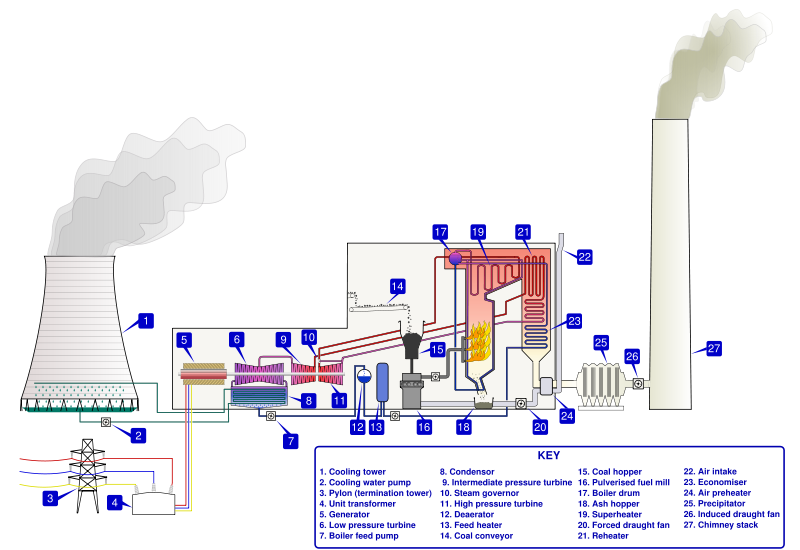 17
19
21
22
14
1
5
6
9
10
15
23
25
26
27
11
8
12
13
16
18
20
24
2
7
3
4
KEY
1. Cooling tower
2. Cooling water pump
3. Pylon (termination tower)
4. Unit transformer
5. Generator
6. Low pressure turbine
7. Boiler feed pump
8. Condensor
9. Intermediate pressure turbine
10. Steam governor
11. High pressure turbine
12. Deaerator
13. Feed heater
14. Coal conveyor
15. Coal hopper
16. Pulverised fuel mill
17. Boiler drum
18. Ash hopper
19. Superheater
20. Forced draught fan
21. Reheater
22. Air intake
23. Economiser
24. Air preheater
25. Precipitator
26. Induced draught fan
27. Chimney stack